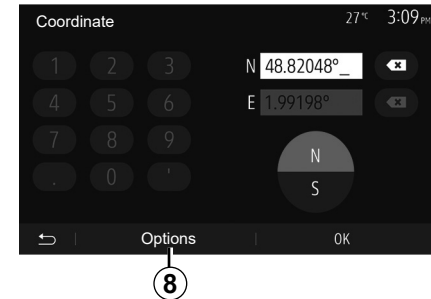 Coordinate 27°C 3:09PM
1 2 3 N 48.82048°_
4 5 6 E 1.99198°
7 8 9 N
. 0 ' S
Options OK
8